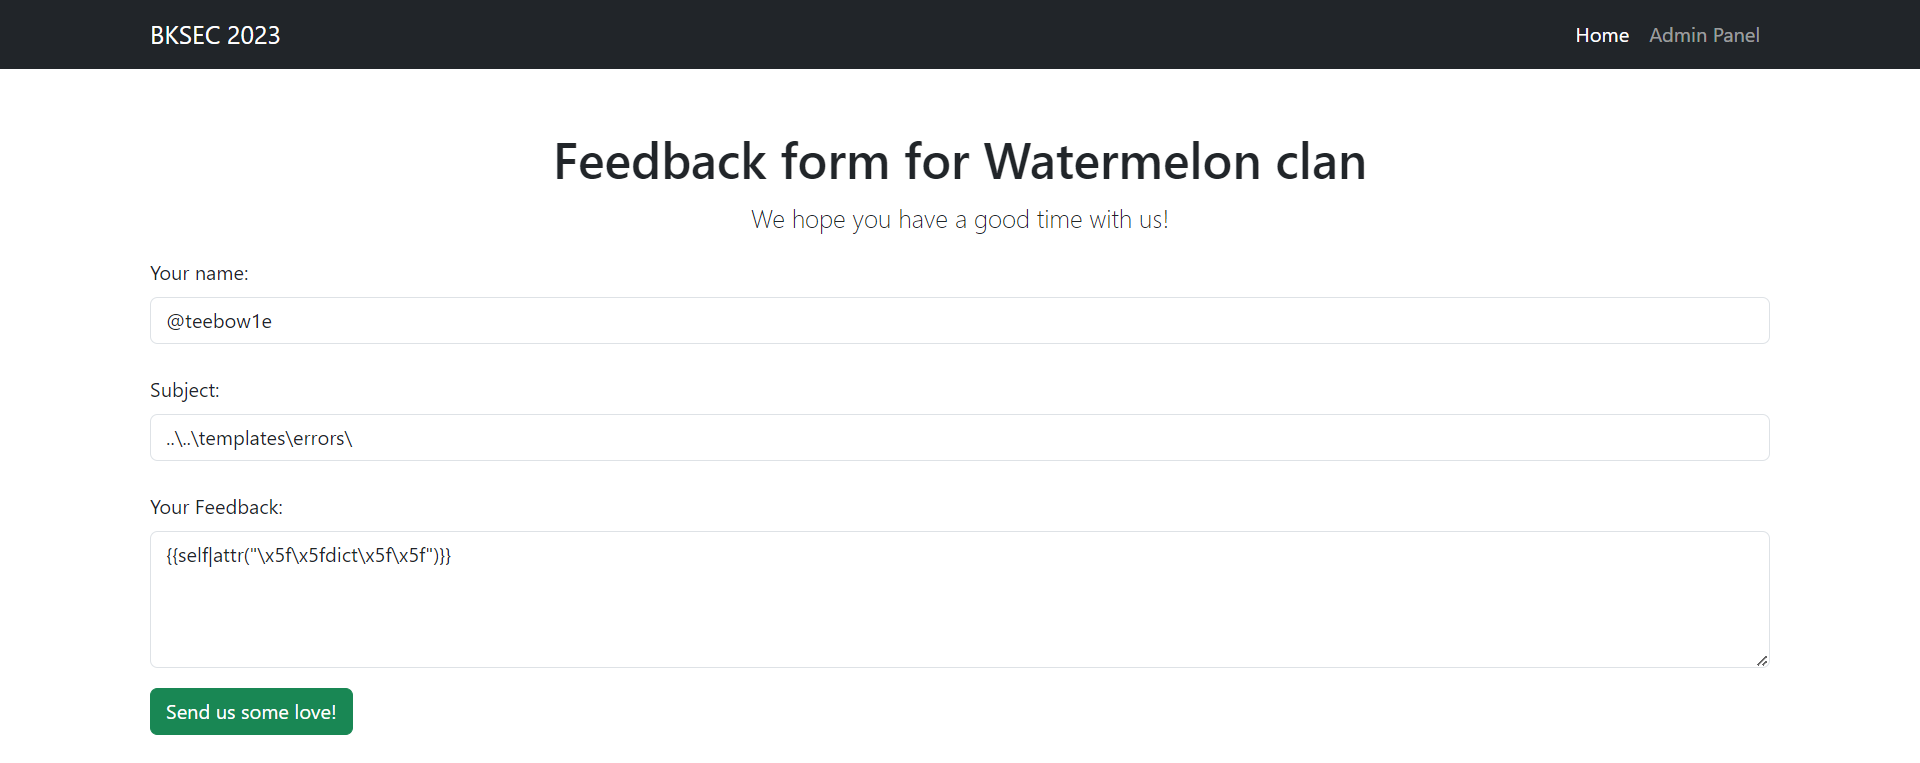 BKSEC 2023 Home Admin Panel
Feedback form for Watermelon clan
We hope you have a good time with us!
Your name:
@teebow1e
Subject:
..\..\templates\errors\
Your Feedback:
{{self|attr("\x5f\x5fdict\x5f\x5f")}}
Send us some love!